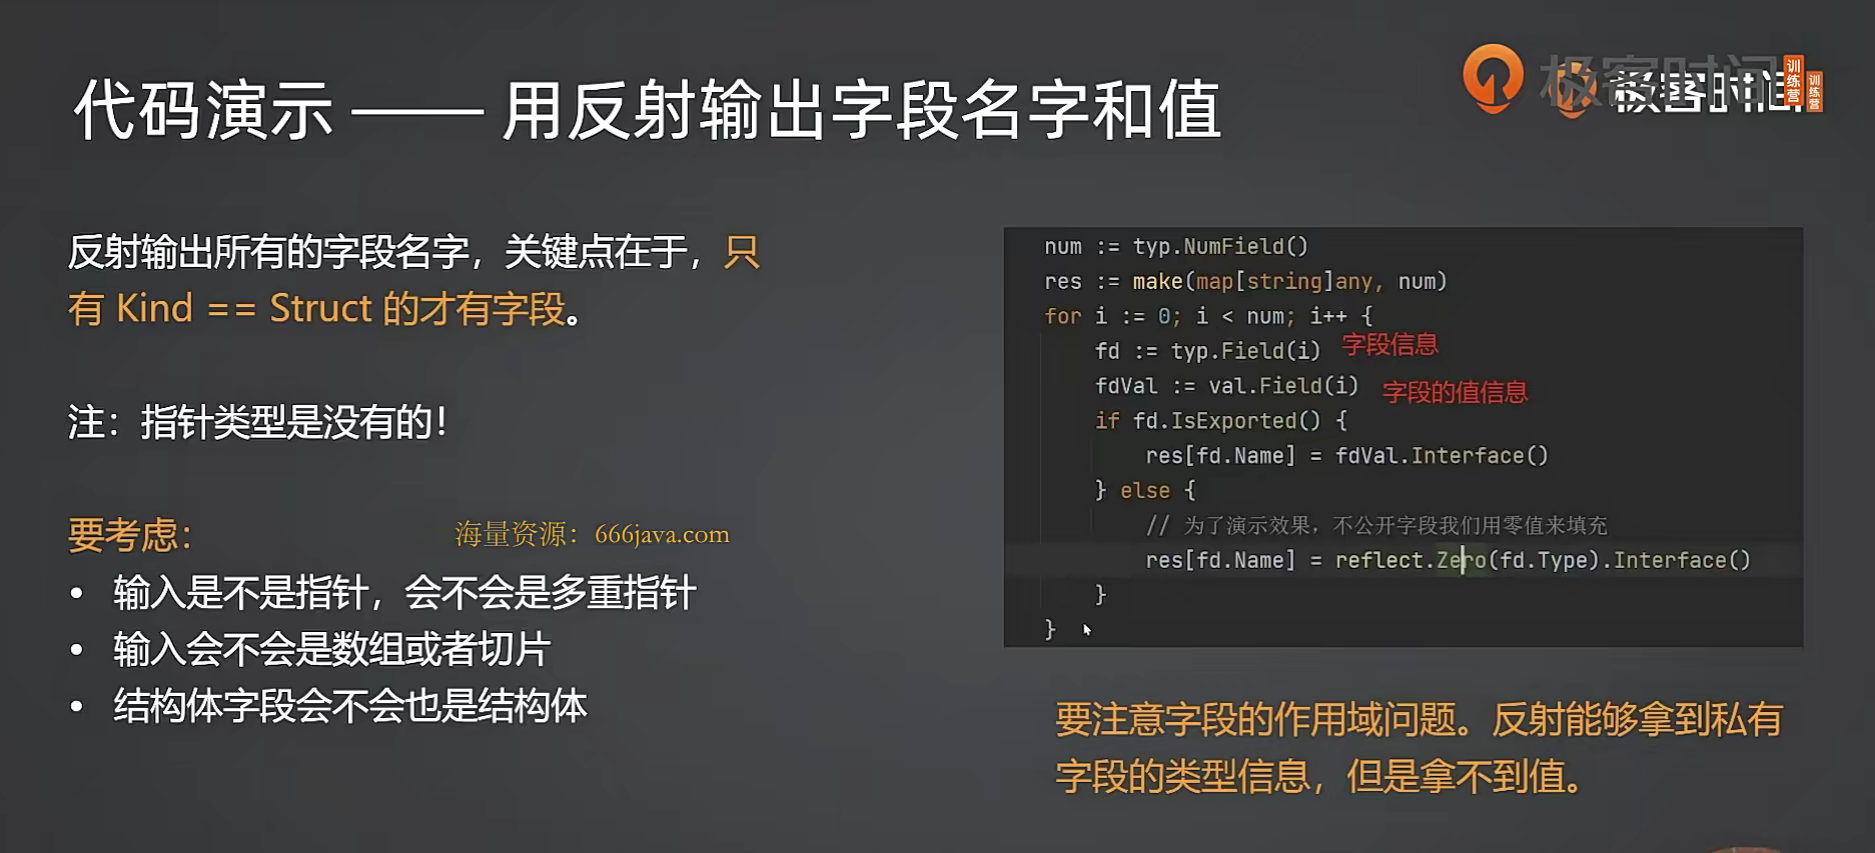 代码演示 —— 用反射输出字段名字和值
极客时间
训练营
极客时间
训练营
反射输出所有的字段名字，关键点在于，只
有 Kind == Struct 的才有字段。
注：指针类型是没有的！
要考虑：
海量资源：666java.com
• 输入是不是指针，会不会是多重指针
• 输入会不会是数组或者切片
• 结构体字段会不会也是结构体
num := typ.NumField()
res := make(map[string]any, num)
for i := 0; i < num; i++ {
fd := typ.Field(i) 字段信息
fdVal := val.Field(i) 字段的值信息
if fd.IsExported() {
res[fd.Name] = fdVal.Interface()
} else {
// 为了演示效果，不公开字段我们用零值来填充
res[fd.Name] = reflect.Zero(fd.Type).Interface()
}
}
要注意字段的作用域问题。反射能够拿到私有
字段的类型信息，但是拿不到值。